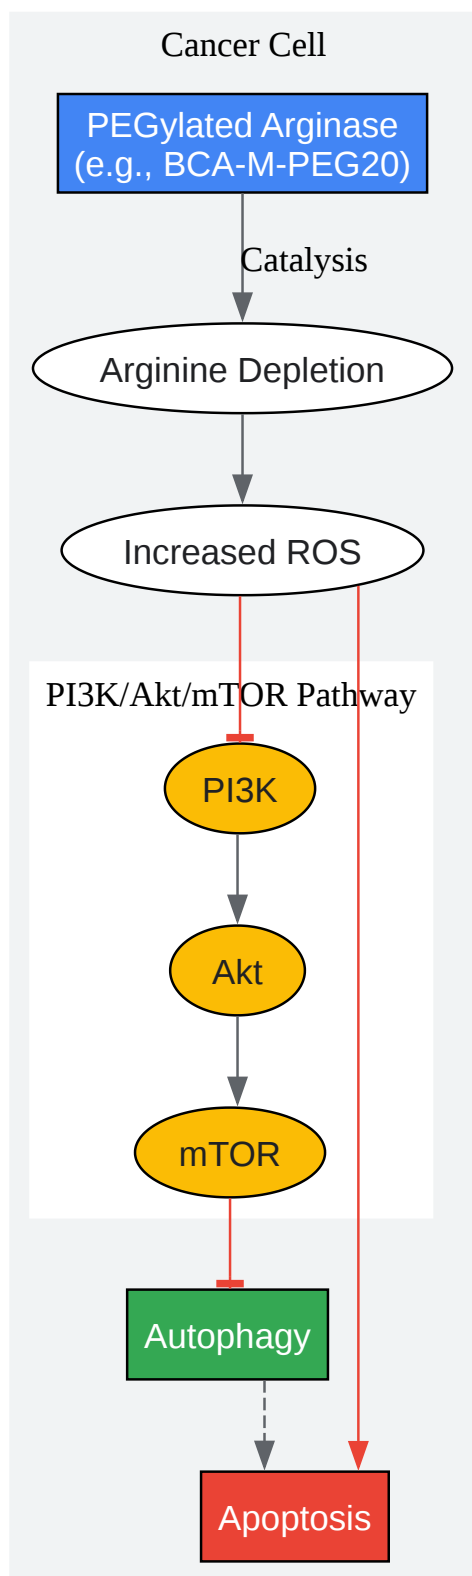 Cancer Cell
PEGylated Arginase
(e.g., BCA-M-PEG20)
Catalysis
Arginine Depletion
Increased ROS
PI3K/Akt/mTOR Pathway
PI3K
Akt
mTOR
Autophagy
Apoptosis